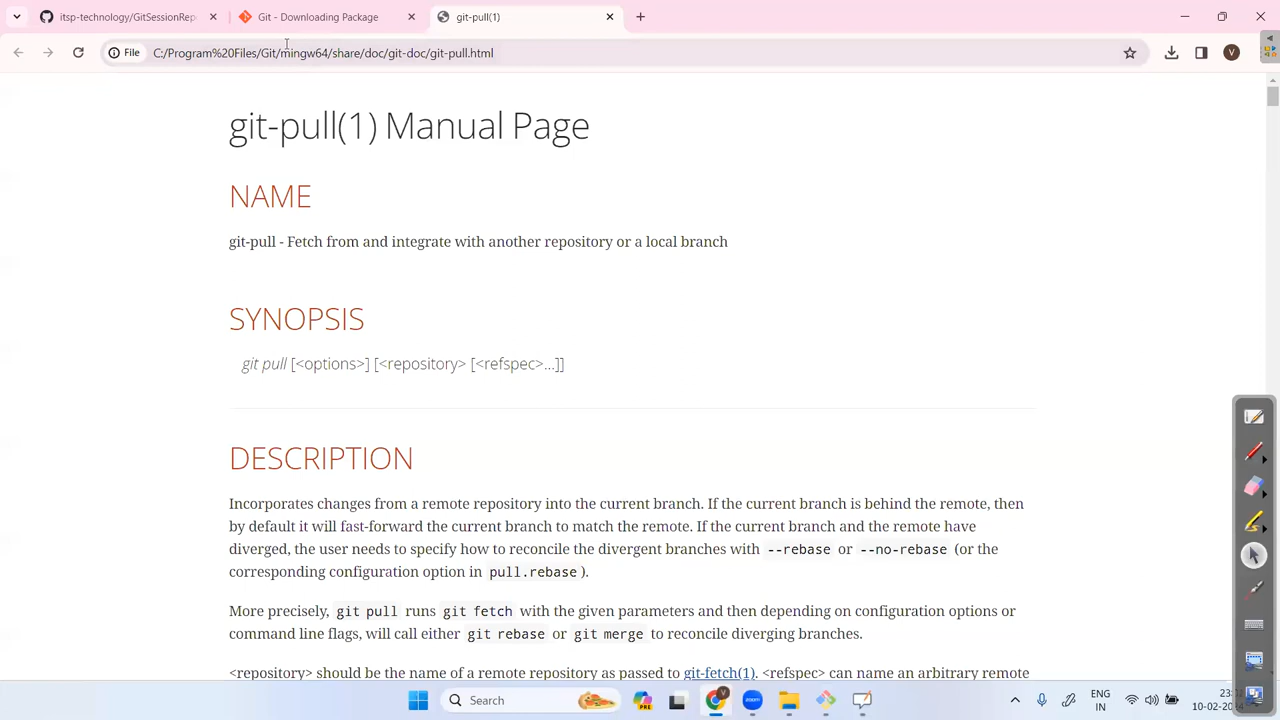 itsp-technology/GitSessionRep
Git - Downloading Package
git-pull(1)
File
C:/Program%20Files/Git/mingw64/share/doc/git-doc/git-pull.html
V
git-pull(1) Manual Page
NAME
git-pull - Fetch from and integrate with another repository or a local branch
SYNOPSIS
git pull [<options>] [<repository> [<refspec>…]]
DESCRIPTION
Incorporates changes from a remote repository into the current branch. If the current branch is behind the remote, then
by default it will fast-forward the current branch to match the remote. If the current branch and the remote have
diverged, the user needs to specify how to reconcile the divergent branches with --rebase or --no-rebase (or the
corresponding configuration option in pull.rebase ).
More precisely, git pull runs git fetch with the given parameters and then depending on configuration options or
command line flags, will call either git rebase or git merge to reconcile diverging branches.
<repository> should be the name of a remote repository as passed to git-fetch(1). <refspec> can name an arbitrary remote
Search
PRE
V
zoom
ENG
IN
10-02-2024